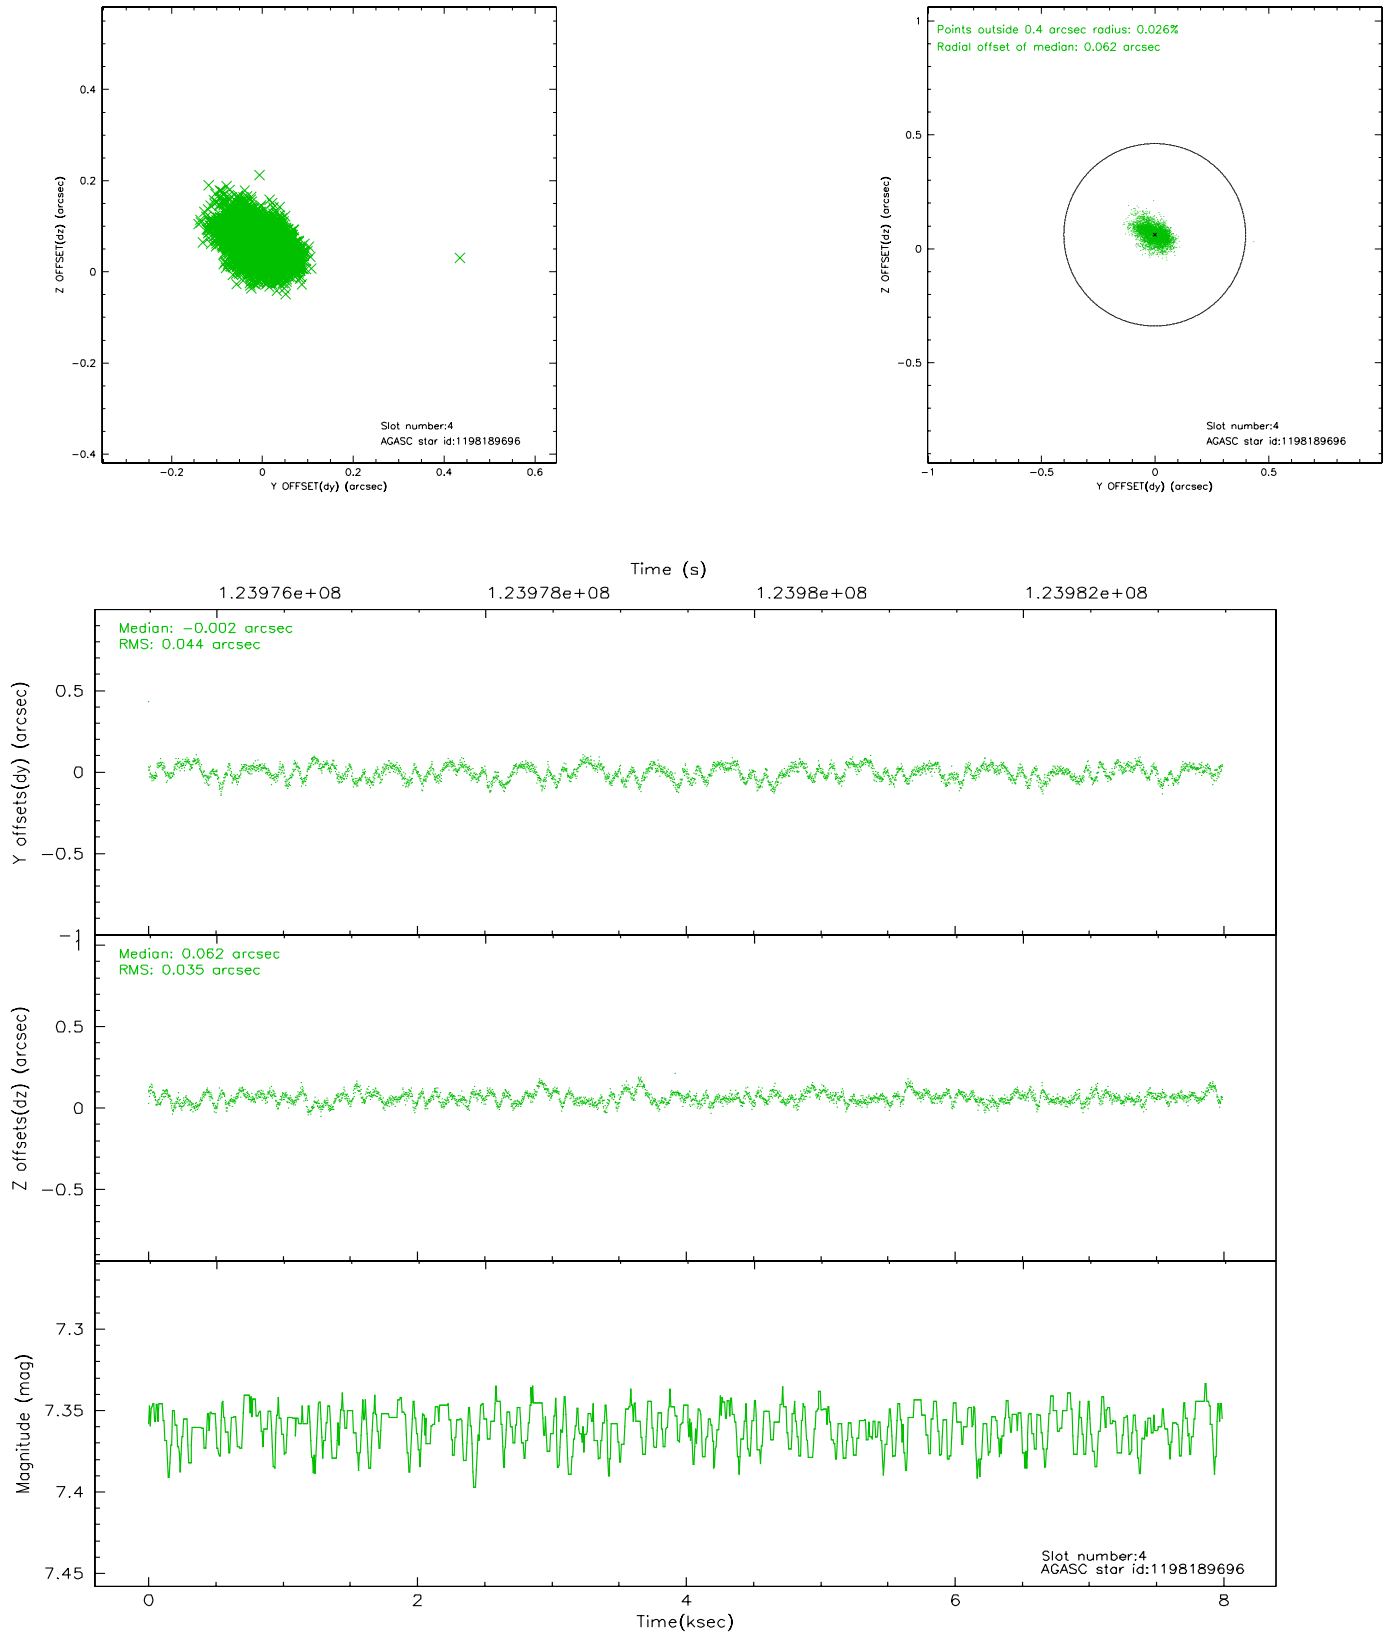 0.4
0.2
0
−0.2
−0.4
Z OFFSET(dz) (arcsec)
Slot number:4
AGASC star id:1198189696
−0.2 0 0.2 0.4 0.6
Y OFFSET(dy) (arcsec)
Points outside 0.4 arcsec radius: 0.026%
Radial offset of median: 0.062 arcsec
1
0.5
0
−0.5
Z OFFSET(dz) (arcsec)
Slot number:4
AGASC star id:1198189696
−1 −0.5 0 0.5
Y OFFSET(dy) (arcsec)
Time (s)
1.23976e+08 1.23978e+08 1.2398e+08 1.23982e+08
Median: −0.002 arcsec
RMS: 0.044 arcsec
0.5
0
−0.5
−1
Y offsets(dy) (arcsec)
Median: 0.062 arcsec
RMS: 0.035 arcsec
1
0.5
0
−0.5
Z offsets(dz) (arcsec)
7.3
7.35
7.4
7.45
Magnitude (mag)
Slot number:4
AGASC star id:1198189696
0 2 4 6 8
Time(ksec)